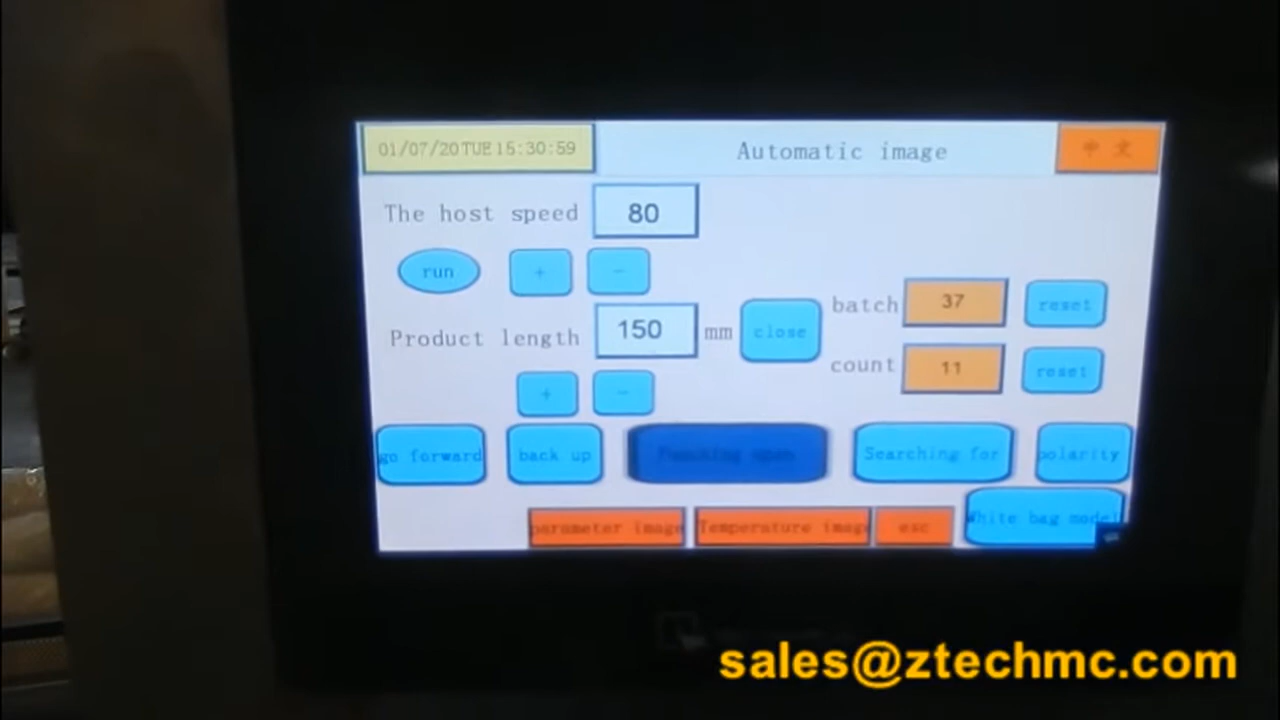 01/07/20 TUE 15:30:59
Automatic image
中文
The host speed 80
run + -
Product length 150 mm close
batch 37 reset
count 11 reset
+ -
go forward back up Punching open Searching for polarity
White bag model
parameter image Temperature image esc
sales@ztechmc.com